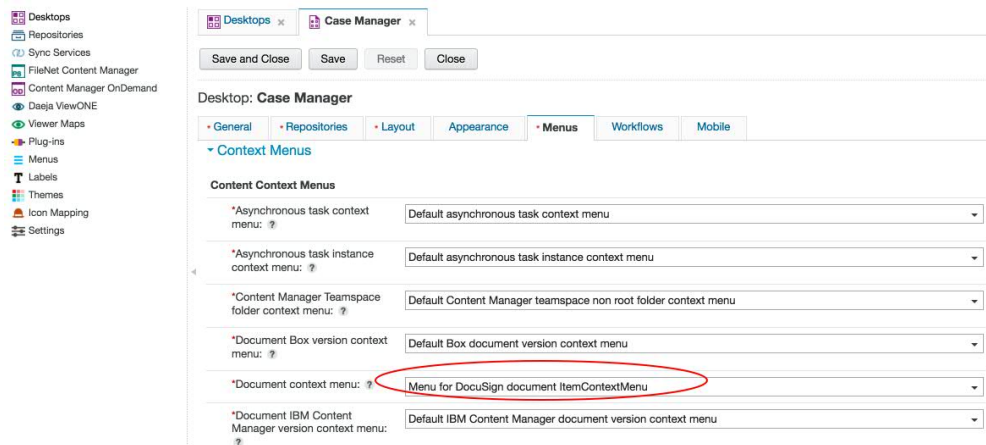 Desktops
Repositories
Sync Services
FileNet Content Manager
Content Manager OnDemand
Daeja ViewONE
Viewer Maps
Plug-ins
Menus
Labels
Themes
Icon Mapping
Settings
Desktops x Case Manager x
Save and Close Save Reset Close
Desktop: Case Manager
• General • Repositories • Layout Appearance • Menus Workflows Mobile
Context Menus
Content Context Menus
*Asynchronous task context
menu: ?
Default asynchronous task context menu
*Asynchronous task instance
context menu: ?
Default asynchronous task instance context menu
*Content Manager Teamspace
folder context menu: ?
Default Content Manager teamspace non root folder context menu
*Document Box version context
menu: ?
Default Box document version context menu
*Document context menu: ?
Menu for DocuSign document ItemContextMenu
*Document IBM Content
Manager version context menu:
?
Default IBM Content Manager document version context menu